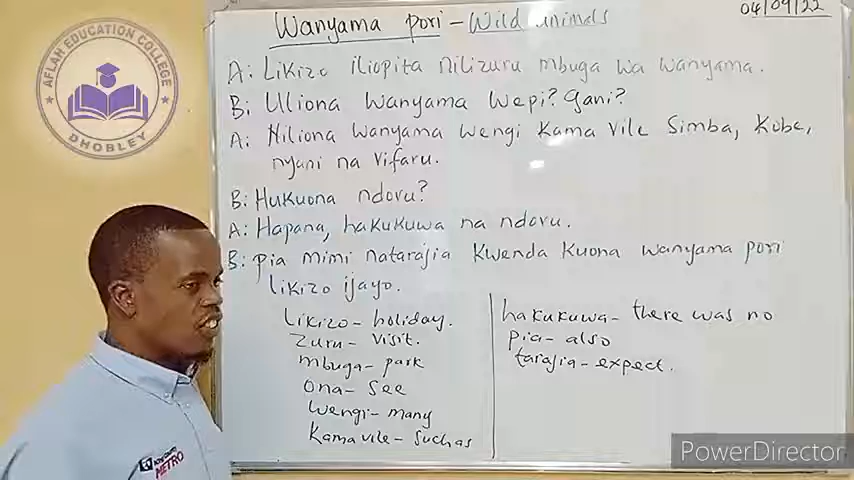 Wanyama pori - Wild animals
04/09/22
A: Likizo iliopita nilizuru mbuga wa wanyama.
B: Uliona wanyama wepi? gani?
A: Niliona wanyama wengi kama vile Simba, Kobe,
nyani na vifaru.
B: Hukuona ndovu?
A: Hapana, hakukuwa na ndovu.
B: pia mimi natarajia kwenda kuona wanyama pori
likizo ijayo.
Likizo - holiday.
Zuru - visit.
mbuga - park
Ona - See
Wengi - many
Kama vile - Such as
hakukuwa - there was no
pia - also
tarajia - expect.
AFLAH EDUCATION COLLEGE
DHOBLEY
METRO
PowerDirector